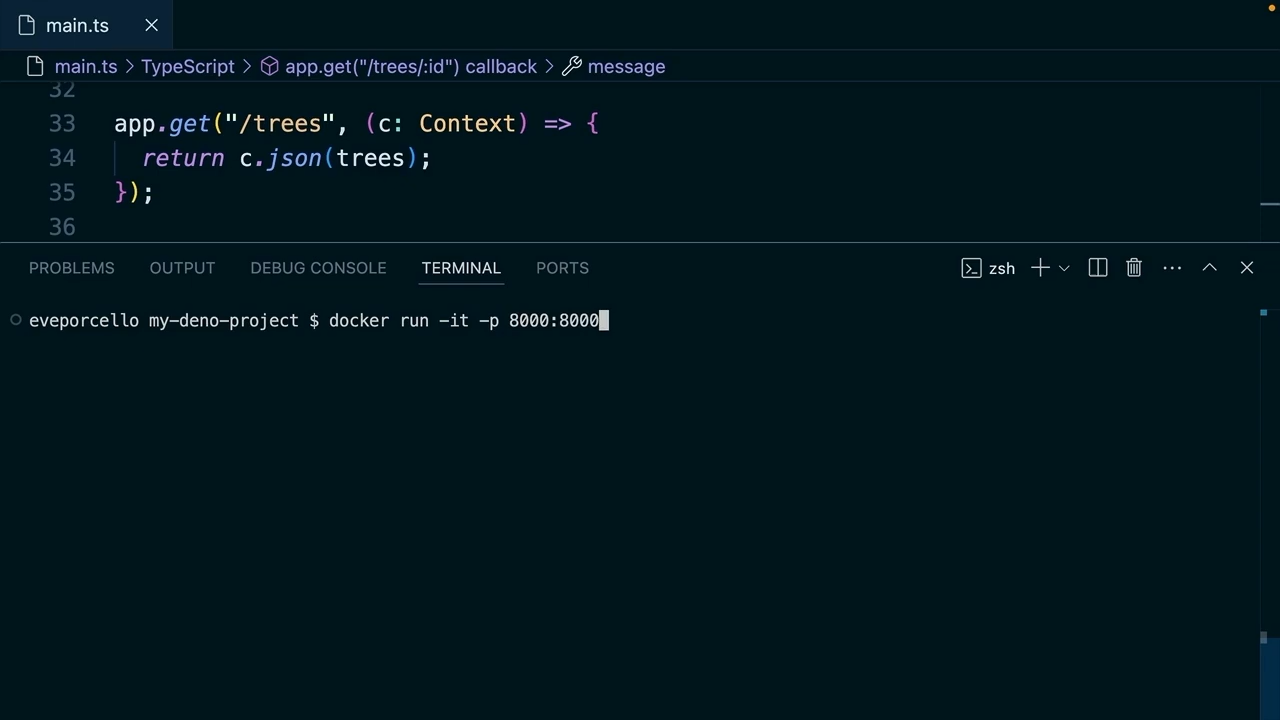 main.ts
main.ts > TypeScript > app.get("/trees/:id") callback > message
32
33 app.get("/trees", (c: Context) => {
34 return c.json(trees);
35 });
36
PROBLEMS OUTPUT DEBUG CONSOLE TERMINAL PORTS zsh
eveporcello my-deno-project $ docker run -it -p 8000:8000